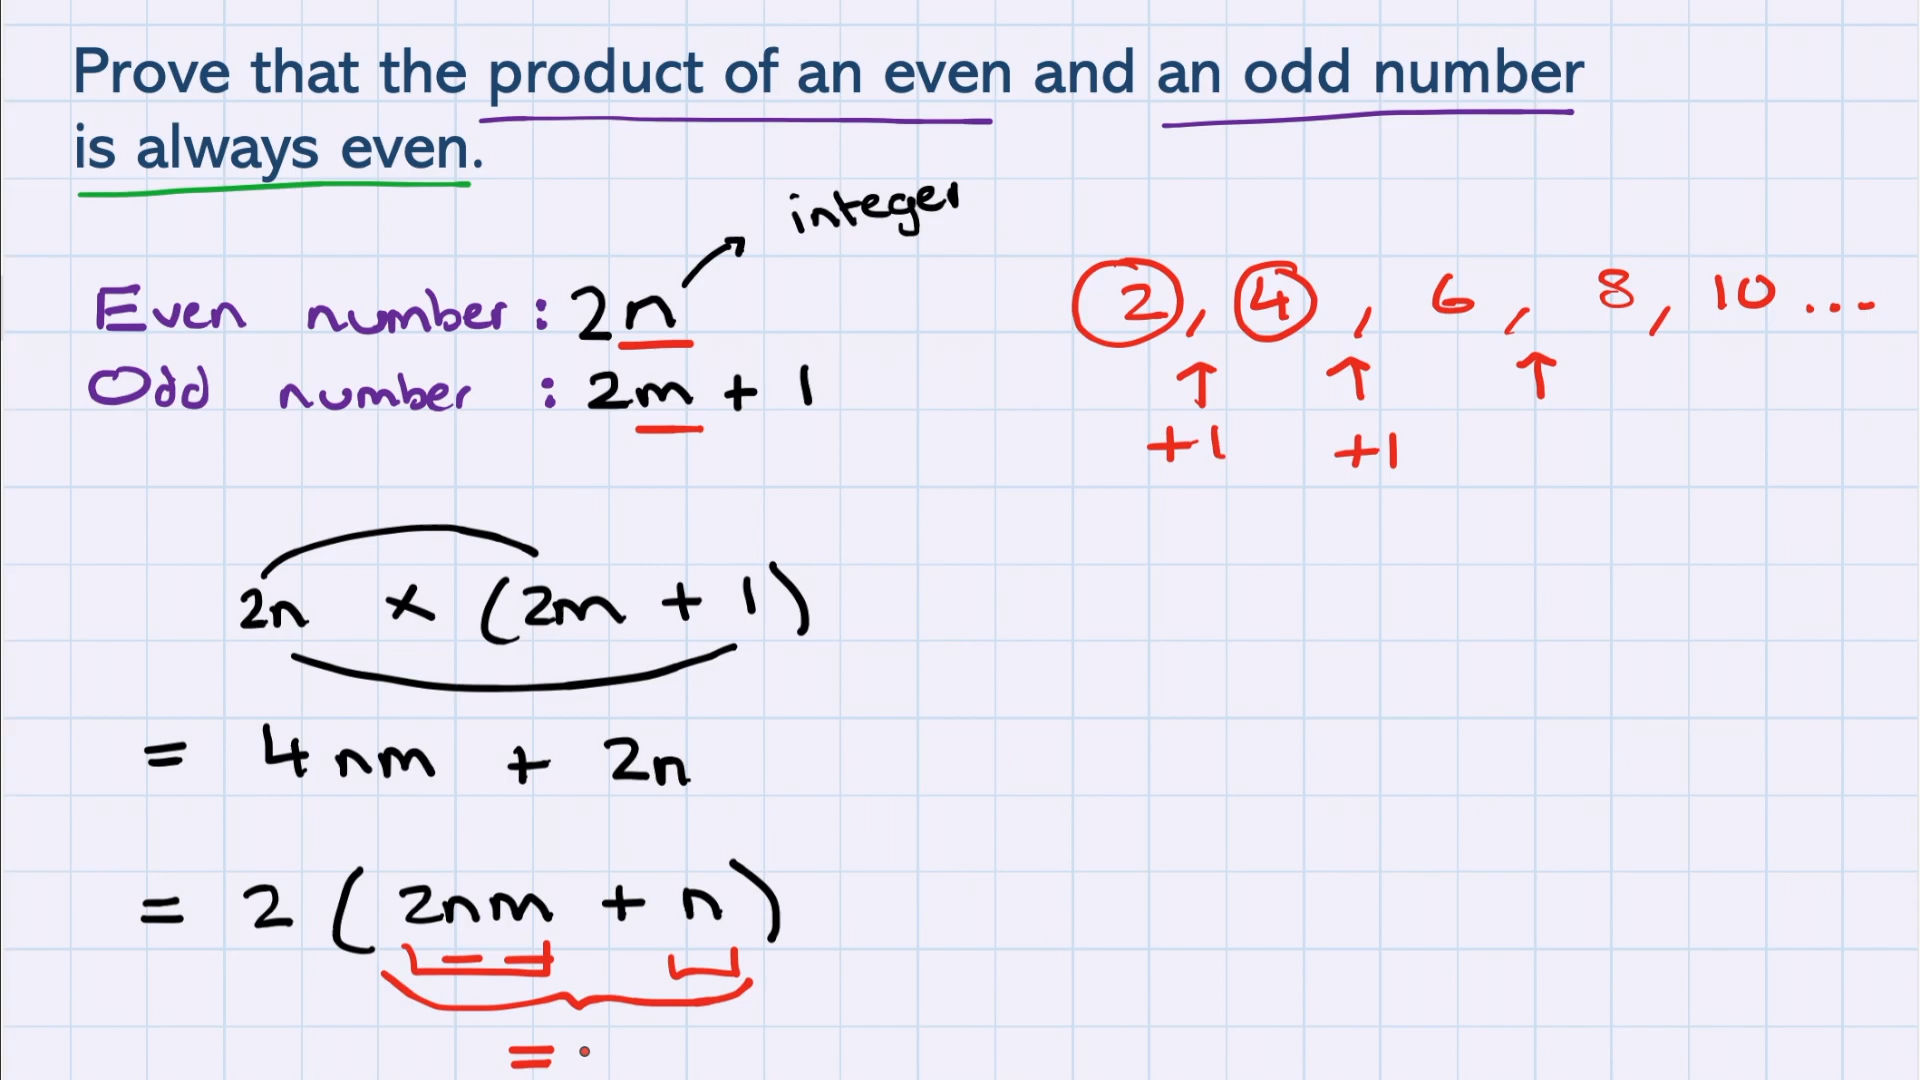 Prove that the product of an even and an odd number
is always even.
integer
Even number : 2n
2, 4, 6, 8, 10 ...
Odd number : 2m + 1
+1 +1
2n × (2m + 1)
= 4nm + 2n
= 2(2nm + n)
=